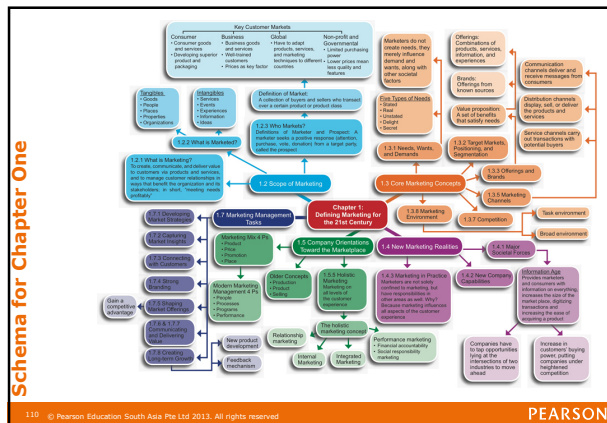 Schema for Chapter One
Key Customer Markets
Consumer
• Consumer goods
and services
• Developing superior
product and
packaging
Business
• Business goods
and services
• Well-trained
customers
• Prices as key factor
Global
• Have to adapt
products, services,
and marketing
techniques to different
countries
Non-profit and
Governmental
• Limited purchasing
power
• Lower prices mean
less quality and
features
Definition of Market:
A collection of buyers and sellers who transact
over a certain product or product class
Tangibles:
• Goods
• People
• Places
• Properties
• Organizations
Intangibles:
• Services
• Events
• Experiences
• Information
• Ideas
1.2.2 What is Marketed?
1.2.3 Who Markets?
Definitions of Marketer and Prospect: A
marketer seeks a positive response (attention,
purchase, vote, donation) from a target party,
called the prospect)
1.2.1 What is Marketing?
To create, communicate, and deliver value
to customers via products and services,
and to manage customer relationships in
ways that benefit the organization and its
stakeholders. In short, "meeting needs
profitably"
1.2 Scope of Marketing
Marketers do not
create needs, they
merely influence
demand and
wants, along with
other societal
factors
Five Types of Needs
• Stated
• Real
• Unstated
• Delight
• Secret
1.3.1 Needs, Wants,
and Demands
Offerings:
Combinations of
products, services,
information, and
experiences
Brands:
Offerings from
known sources
Value proposition:
A set of benefits
that satisfy needs
1.3.2 Target Markets,
Positioning, and
Segmentation
Communication
channels deliver and
receive messages from
consumers
Distribution channels
display, sell, or deliver
the products and
services
Service channels carry
out transactions with
potential buyers
1.3.3 Offerings and
Brands
1.3.5 Marketing
Channels
1.3 Core Marketing Concepts
1.3.8 Marketing
Environment
1.3.7 Competition
Task environment
Broad environment
Chapter 1:
Defining Marketing for
the 21st Century
1.7 Marketing Management
Tasks
1.7.1 Developing
Market Strategies
1.7.2 Capturing
Market Insights
1.7.3 Connecting
with Customers
1.7.4 Strong
Branding
1.7.5 Shaping
Market Offerings
1.7.6 & 1.7.7
Communicating
and Delivering
Value
1.7.8 Creating
Long-term Growth
Gain a
competitive
advantage
New product
development
Feedback
mechanism
Marketing Mix 4 Ps
• Product
• Price
• Promotion
• Place
Modern Marketing
Management 4 Ps
• People
• Processes
• Programs
• Performance
1.5 Company Orientations
Toward the Marketplace
Older Concepts
• Production
• Product
• Selling
1.5.5 Holistic
Marketing
Marketing on
all levels of the
customer experience
The holistic
marketing concept
Relationship
marketing
Internal
Marketing
Integrated
Marketing
Performance marketing
• Financial accountability
• Social responsibility
marketing
1.4 New Marketing Realities
1.4.3 Marketing in Practice
Marketers are not solely
confined to marketing, but
have responsibilities in
other areas as well. Why?
Because marketing influences
all aspects of the customer
experience
1.4.2 New Company
Capabilities
1.4.1 Major
Societal Forces
Information Age
Provides marketers
and consumers with
information on everything,
increases the size of the
market place, digitizing
transactions and
increasing the ease of
acquiring a product
Companies have
to tap opportunities
lying at the
intersections of two
industries to move
ahead
Increase in
customers' buying
power, putting
companies under
heightened
competition
110 © Pearson Education South Asia Pte Ltd 2013. All rights reserved
PEARSON